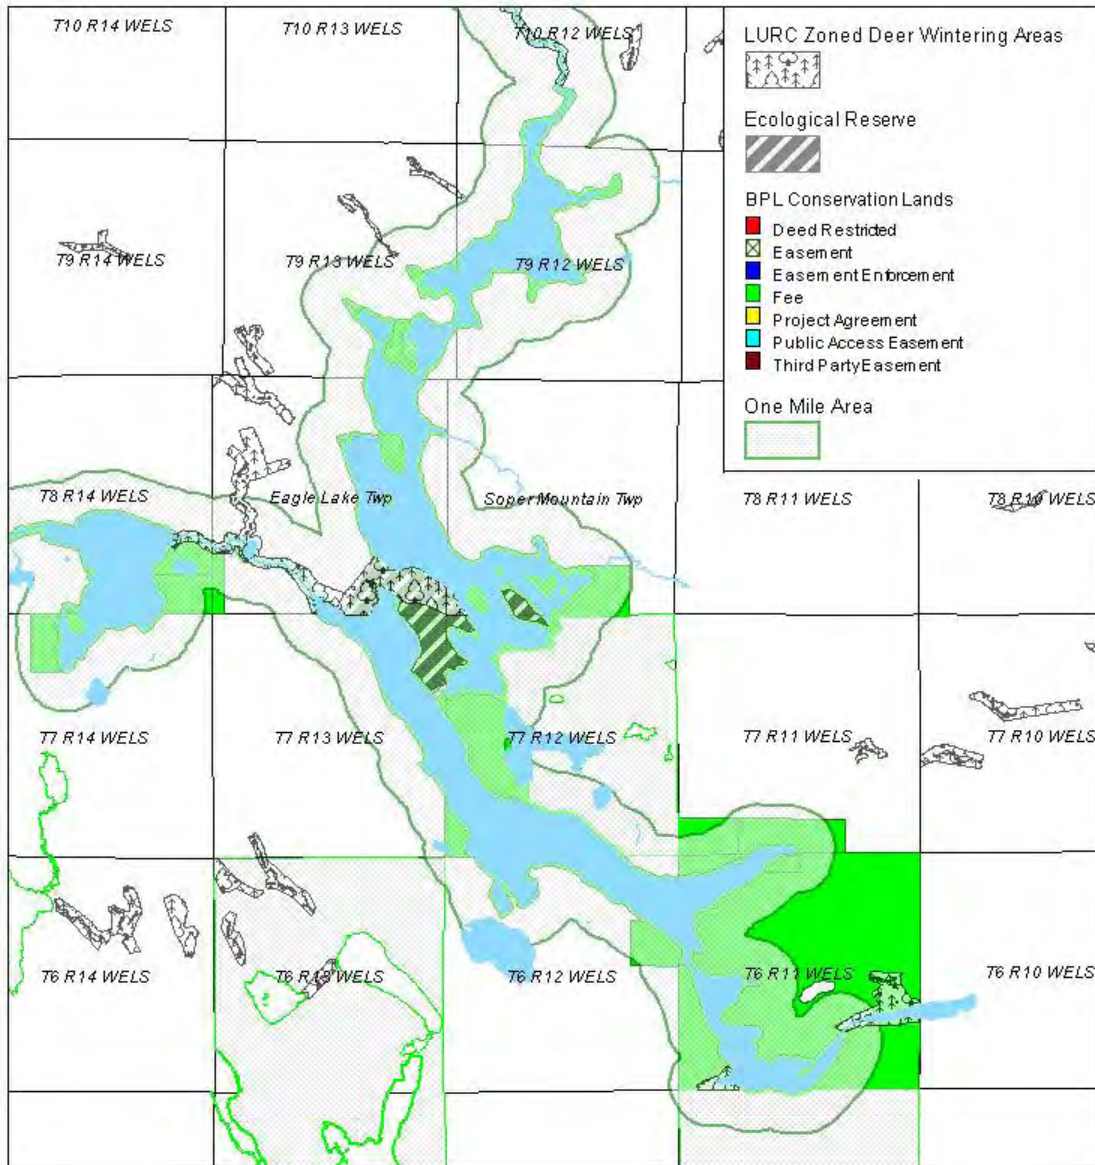 T10 R14 WELS
T10 R13 WELS
T10 R12 WELS
LURC Zoned Deer Wintering Areas
Ecological Reserve
BPL Conservation Lands
Deed Restricted
Easement
Easement Enforcement
Fee
Project Agreement
Public Access Easement
Third Party Easement
One Mile Area
T9 R14 WELS
T9 R13 WELS
T9 R12 WELS
T8 R14 WELS
Eagle Lake Twp
Soper Mountain Twp
T8 R11 WELS
T8 R10 WELS
T7 R14 WELS
T7 R13 WELS
T7 R12 WELS
T7 R11 WELS
T7 R10 WELS
T6 R14 WELS
T6 R13 WELS
T6 R12 WELS
T6 R11 WELS
T6 R10 WELS